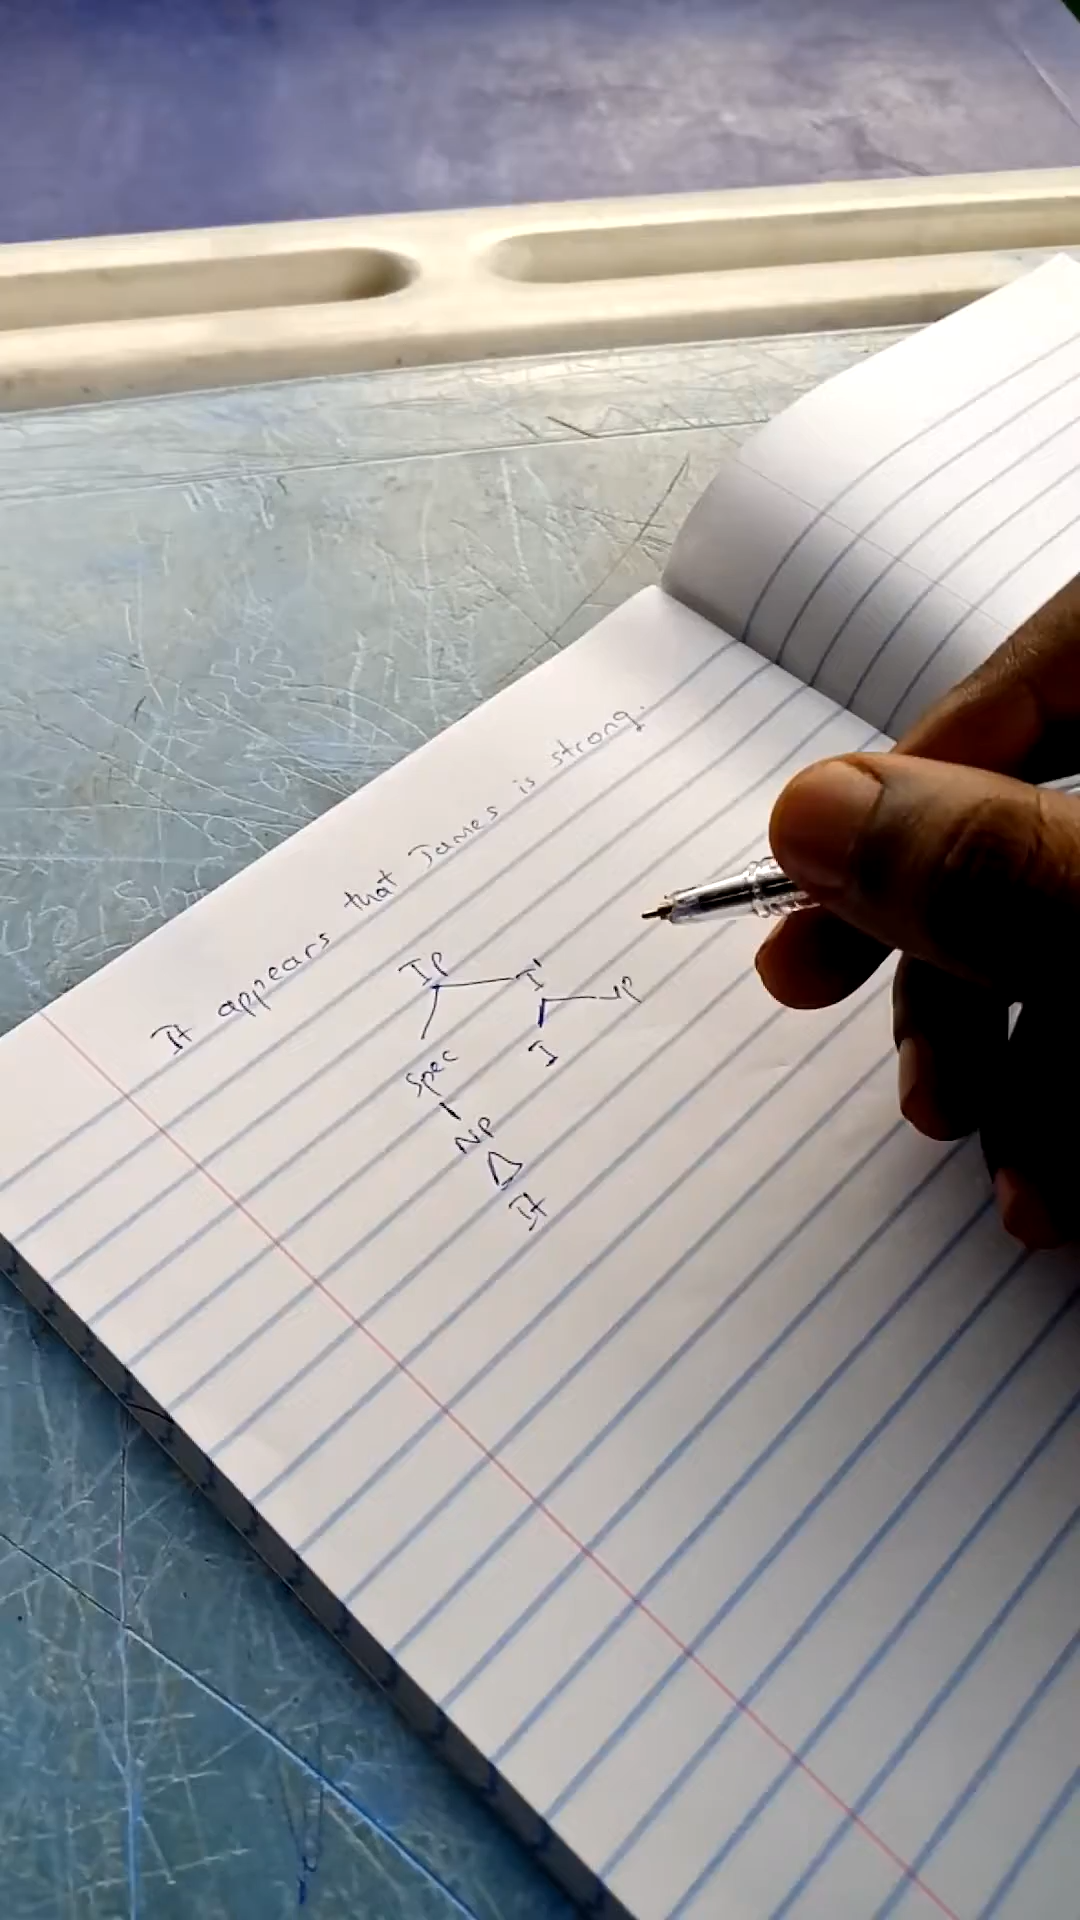 It appears that James is strong.
IP I'
I VP
Spec
NP
It